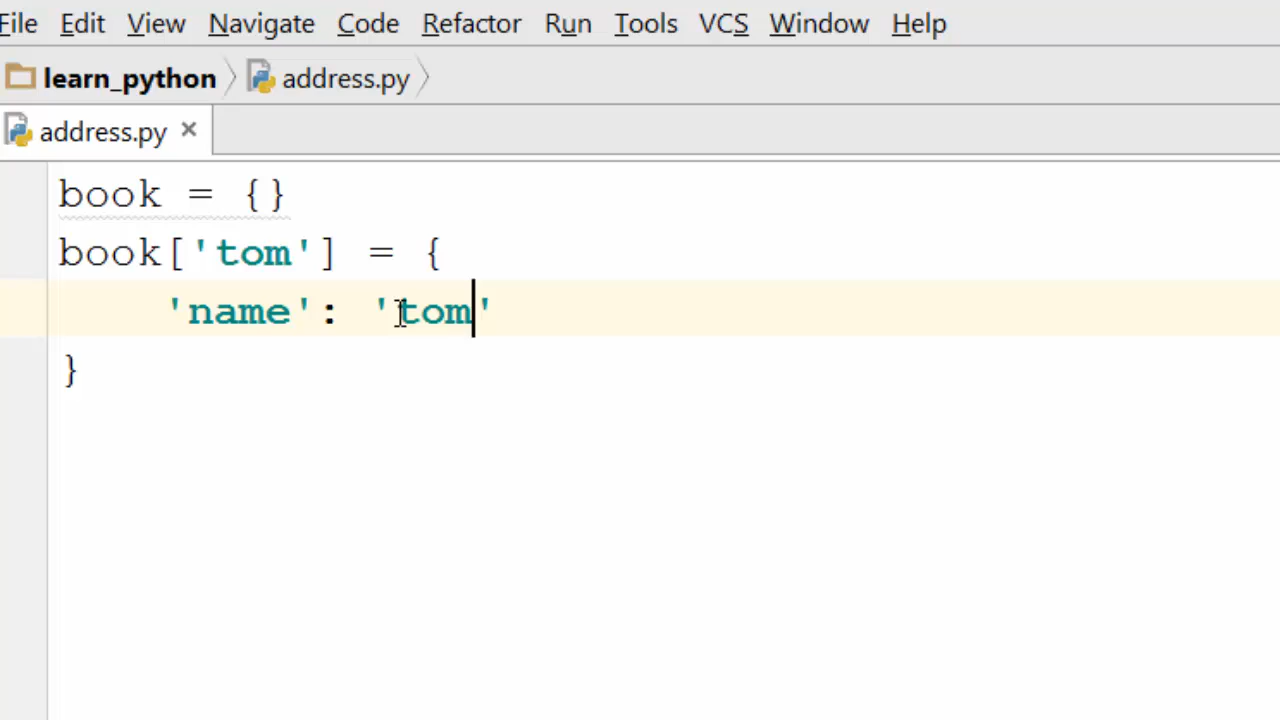 File Edit View Navigate Code Refactor Run Tools VCS Window Help
learn_python address.py
address.py ×
book = {}
book['tom'] = {
    'name': 'tom'
}